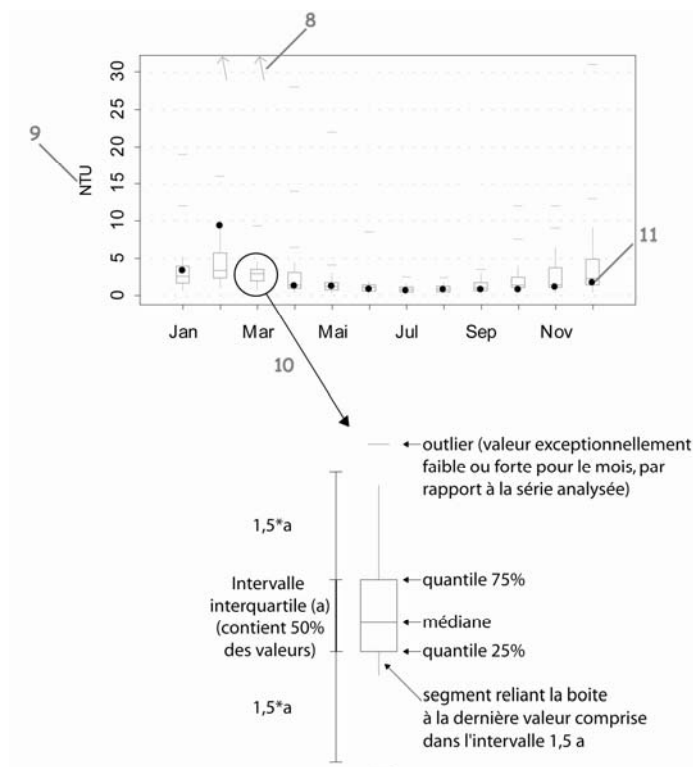 8
30
25
20
15
10
5
0
9
NTU
11
Jan
Mar
Mai
Jul
Sep
Nov
10
outlier (valeur exceptionnellement
faible ou forte pour le mois, par
rapport à la série analysée)
1,5*a
quantile 75%
Intervalle
interquartile (a)
(contient 50%
des valeurs)
médiane
quantile 25%
1,5*a
segment reliant la boite
à la dernière valeur comprise
dans l'intervalle 1,5 a